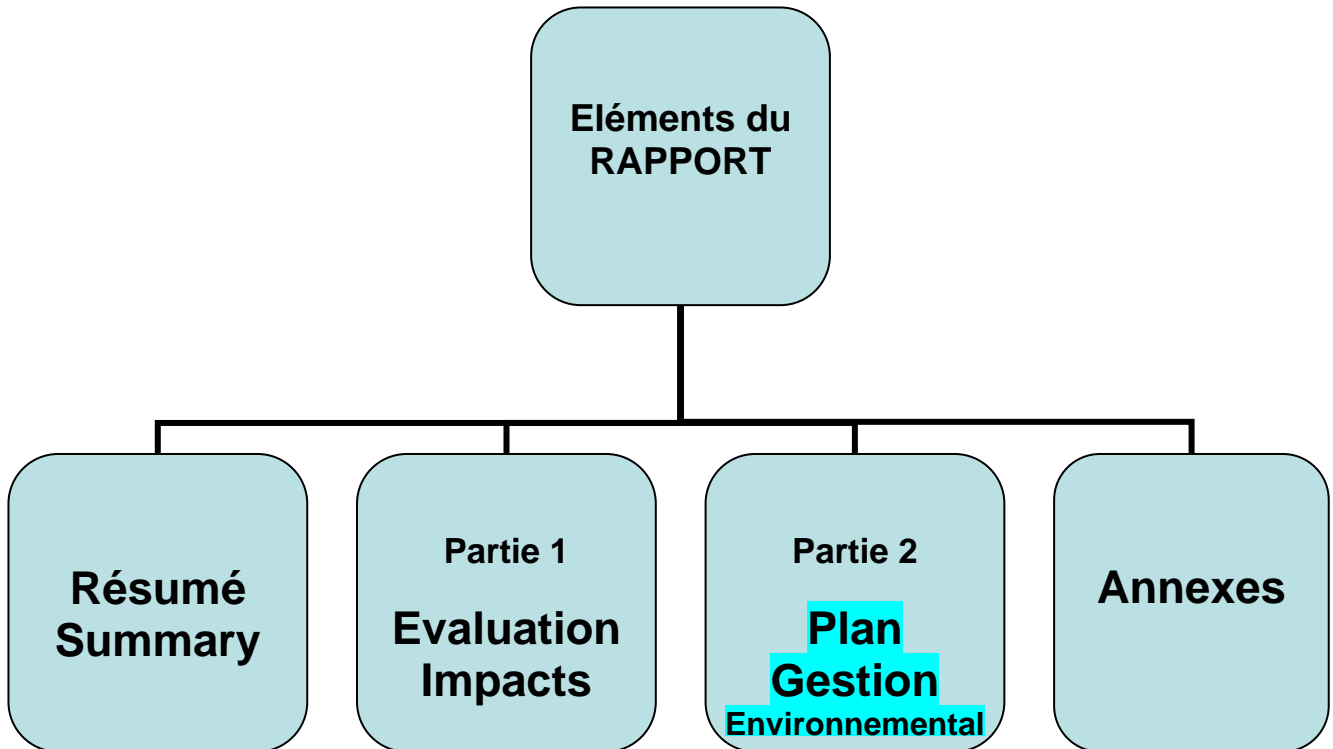 Eléments du
RAPPORT
Résumé
Summary
Partie 1
Evaluation
Impacts
Partie 2
Plan
Gestion
Environnemental
Annexes